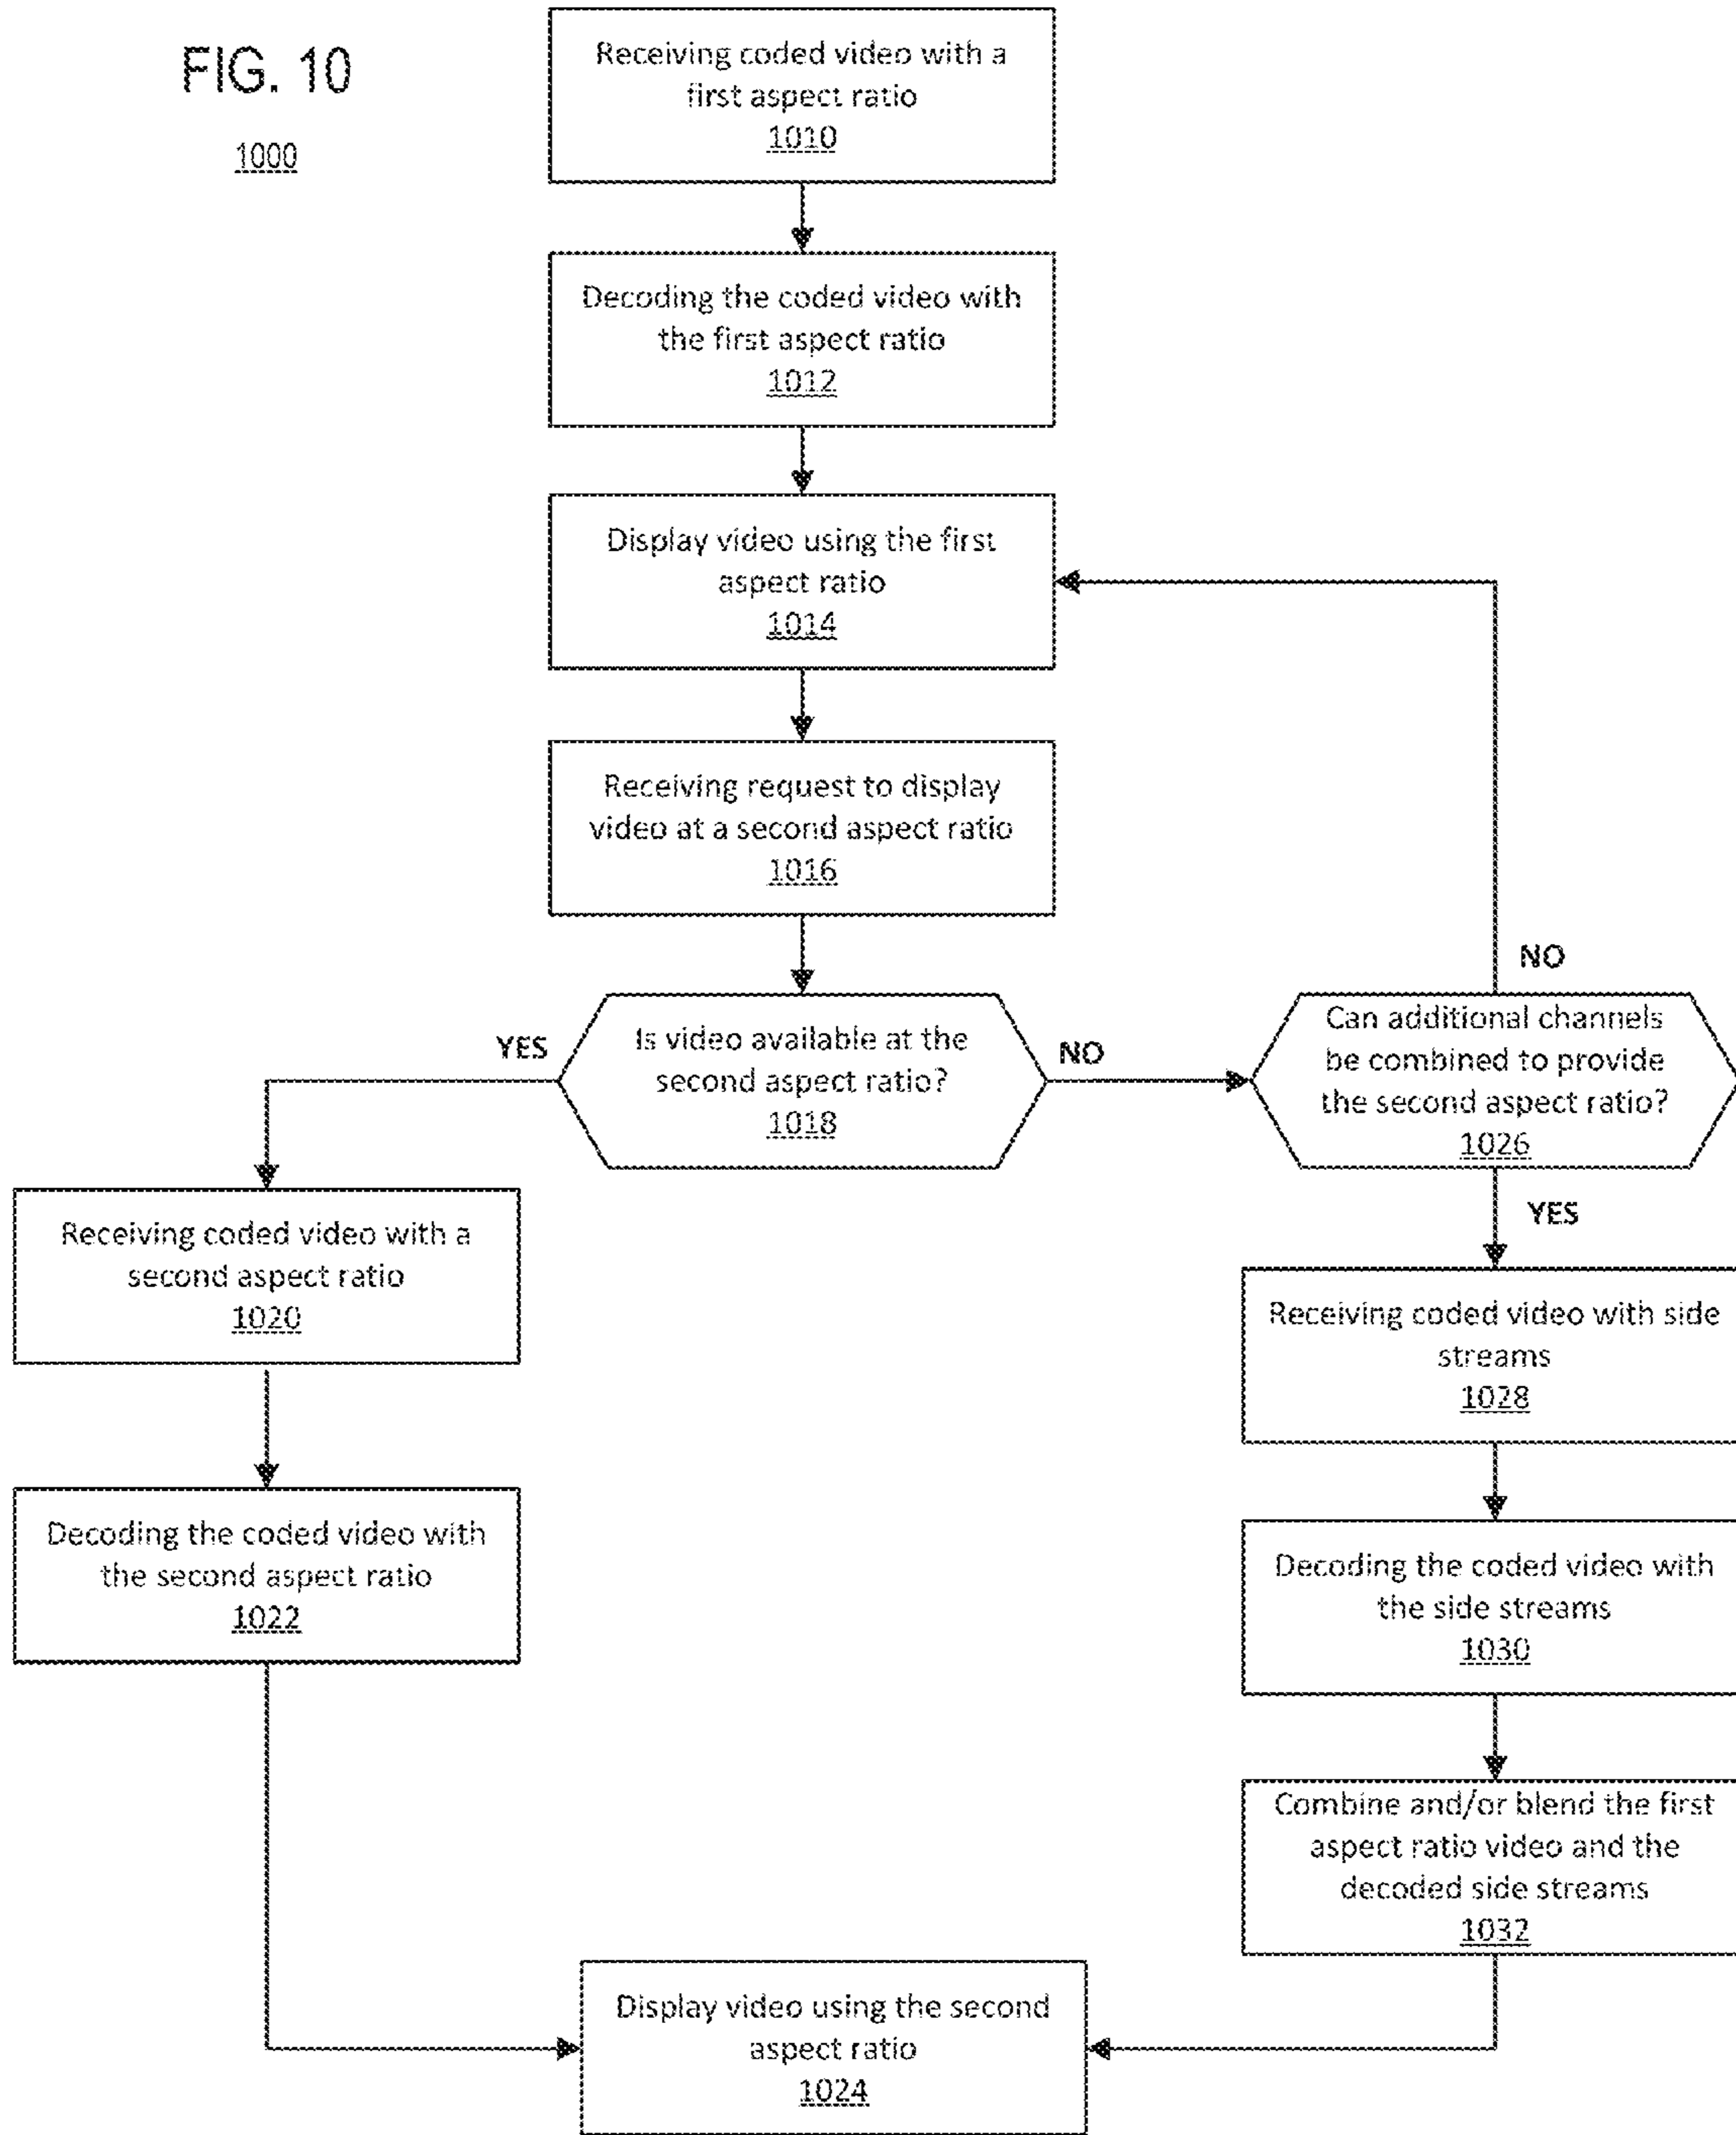 FIG. 10
1000
Receiving coded video with a
first aspect ratio
1010
Decoding the coded video with
the first aspect ratio
1012
Display video using the first
aspect ratio
1014
Receiving request to display
video at a second aspect ratio
1016
Is video available at the
second aspect ratio?
1018
YES
NO
Can additional channels
be combined to provide
the second aspect ratio?
1026
NO
YES
Receiving coded video with a
second aspect ratio
1020
Decoding the coded video with
the second aspect ratio
1022
Receiving coded video with side
streams
1028
Decoding the coded video with
the side streams
1030
Combine and/or blend the first
aspect ratio video and the
decoded side streams
1032
Display video using the second
aspect ratio
1024